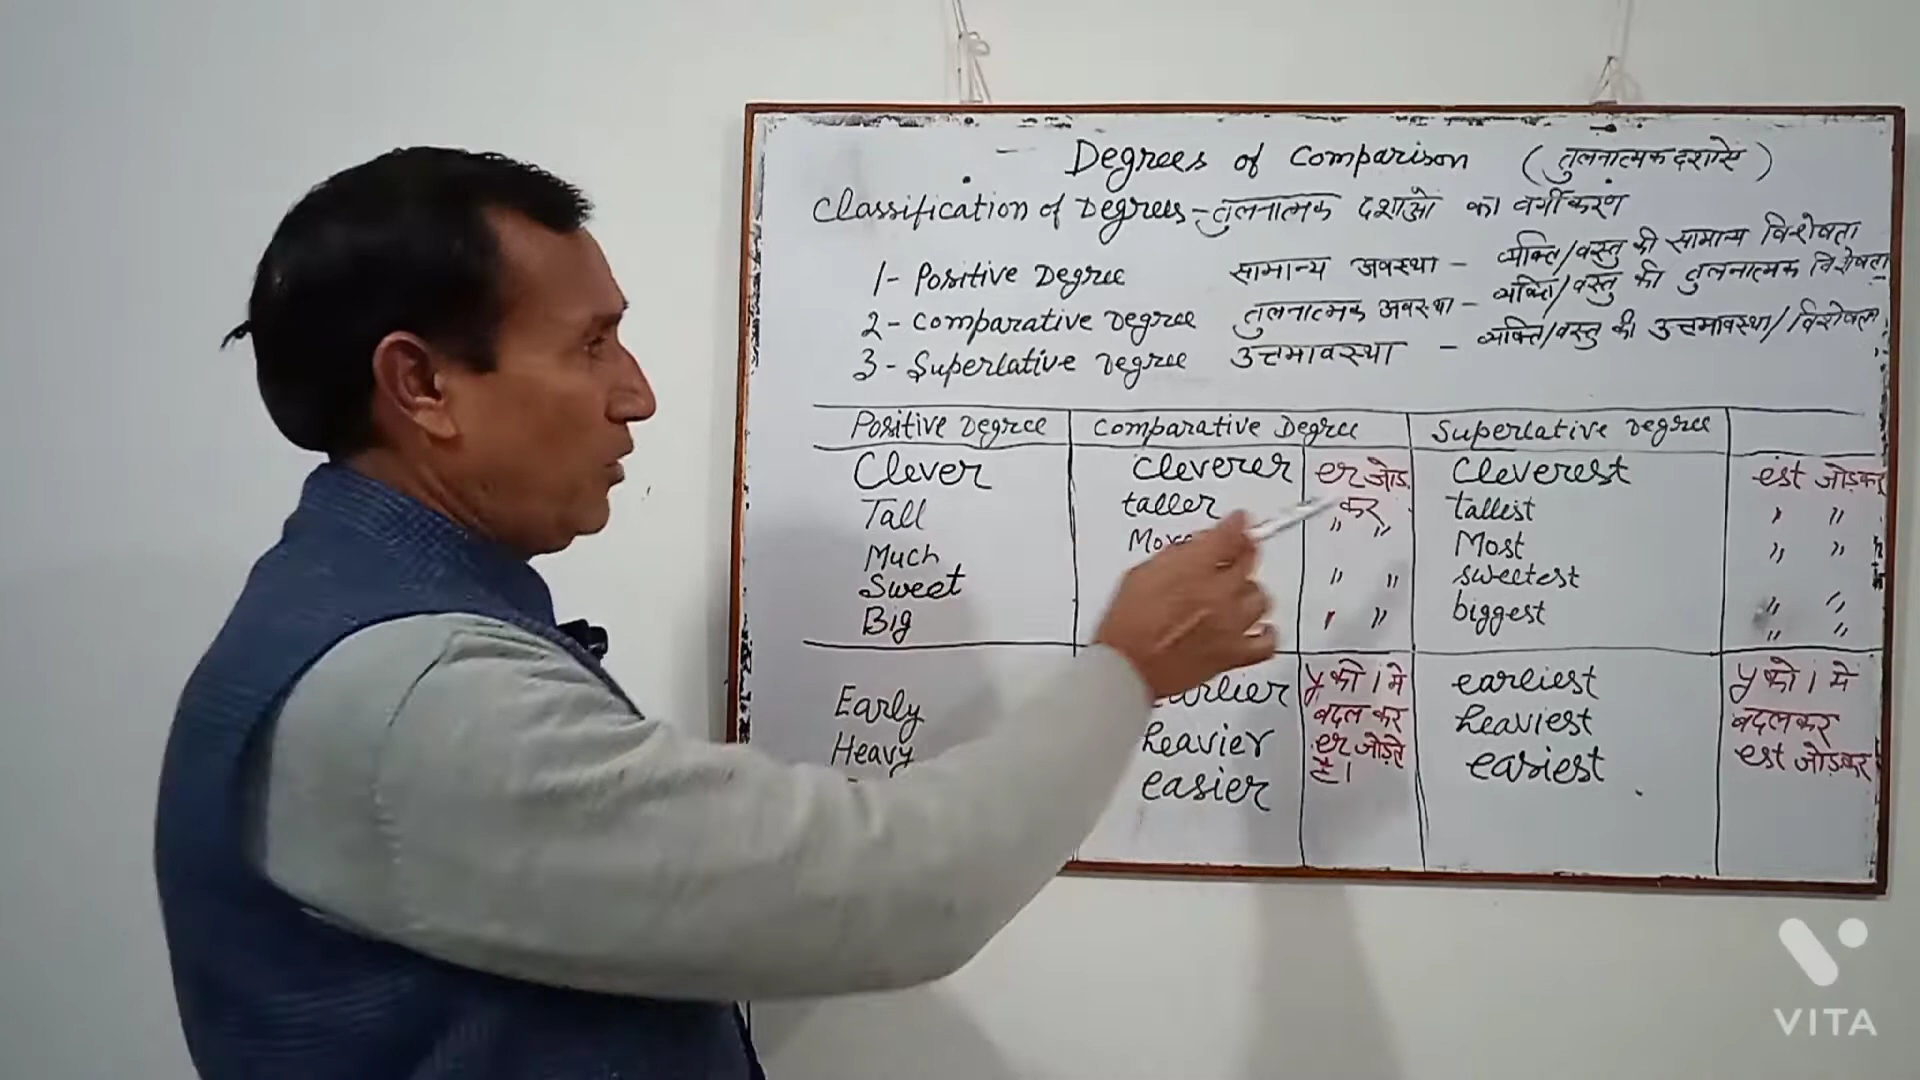 Degrees of Comparison (तुलनात्मक दशाऐं)
Classification of Degrees - तुलनात्मक दशाओं का वर्गीकरण
1- Positive Degree सामान्य अवस्था - व्यक्ति/वस्तु की सामान्य विशेषता
2- Comparative Degree तुलनात्मक अवस्था - व्यक्ति/वस्तु की तुलनात्मक विशेषता
3- Superlative Degree उत्तमावस्था - व्यक्ति/वस्तु की उत्तमावस्था/विशेषता
Positive Degree Comparative Degree Superlative Degree
Clever Cleverer er जोड़ Cleverest est जोड़कर
Tall taller कर tallist " "
" "
Much Most " "
Sweet " " sweetest " "
Big " " biggest " "
Early y को i मे earliest y को i मे
बदल कर बदलकर
Heavy heavier er जोड़ते heaviest est जोड़कर
है।
easier easiest
VITA